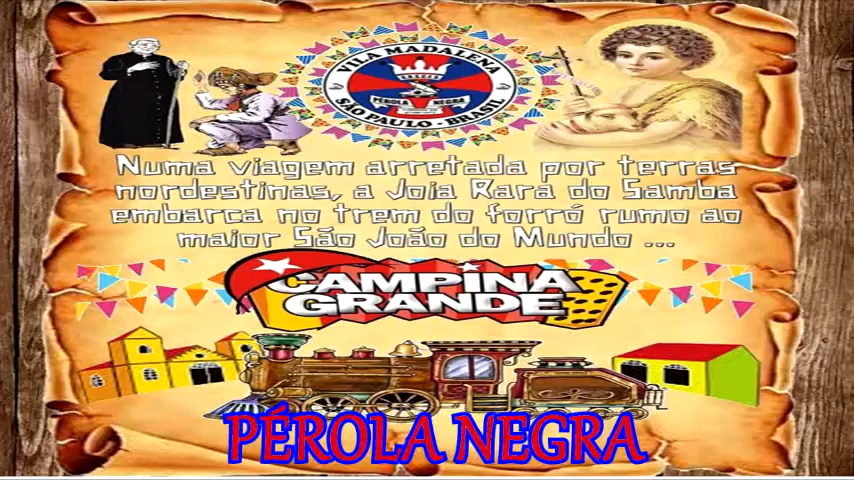 VILA MADALENA
PÉROLA NEGRA
SÃO PAULO - BRASIL
Numa viagem arretada por terras
nordestinas, a Joia Rara do Samba
embarca no trem do forró rumo ao
maior São João do Mundo ...
CAMPINA
GRANDE
PÉROLA NEGRA